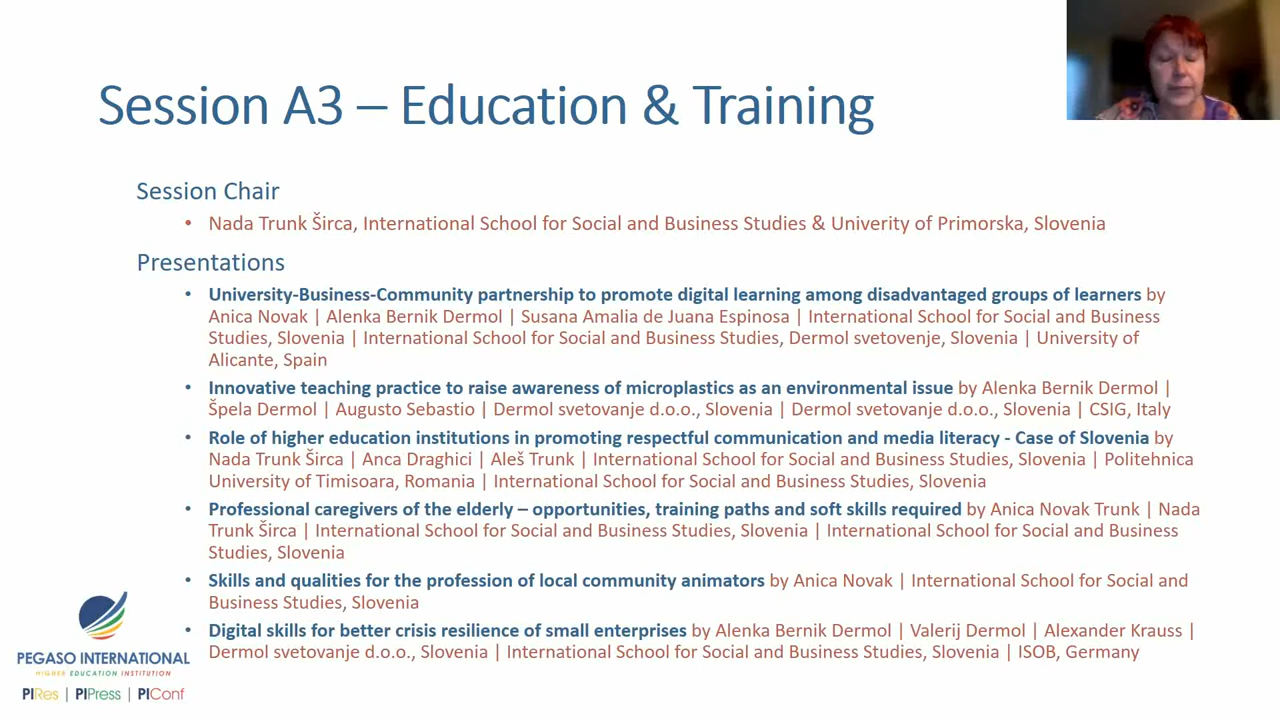 Session A3 – Education & Training
Session Chair
• Nada Trunk Širca, International School for Social and Business Studies & Univerity of Primorska, Slovenia
Presentations
• University-Business-Community partnership to promote digital learning among disadvantaged groups of learners by
Anica Novak | Alenka Bernik Dermol | Susana Amalia de Juana Espinosa | International School for Social and Business
Studies, Slovenia | International School for Social and Business Studies, Dermol svetovenje, Slovenia | University of
Alicante, Spain
• Innovative teaching practice to raise awareness of microplastics as an environmental issue by Alenka Bernik Dermol |
Špela Dermol | Augusto Sebastio | Dermol svetovanje d.o.o., Slovenia | Dermol svetovanje d.o.o., Slovenia | CSIG, Italy
• Role of higher education institutions in promoting respectful communication and media literacy - Case of Slovenia by
Nada Trunk Širca | Anca Draghici | Aleš Trunk | International School for Social and Business Studies, Slovenia | Politehnica
University of Timisoara, Romania | International School for Social and Business Studies, Slovenia
• Professional caregivers of the elderly – opportunities, training paths and soft skills required by Anica Novak Trunk | Nada
Trunk Širca | International School for Social and Business Studies, Slovenia | International School for Social and Business
Studies, Slovenia
• Skills and qualities for the profession of local community animators by Anica Novak | International School for Social and
Business Studies, Slovenia
• Digital skills for better crisis resilience of small enterprises by Alenka Bernik Dermol | Valerij Dermol | Alexander Krauss |
Dermol svetovanje d.o.o., Slovenia | International School for Social and Business Studies, Slovenia | ISOB, Germany
PEGASO INTERNATIONAL
HIGHER EDUCATION INSTITUTION
PIRes | PIPress | PIConf